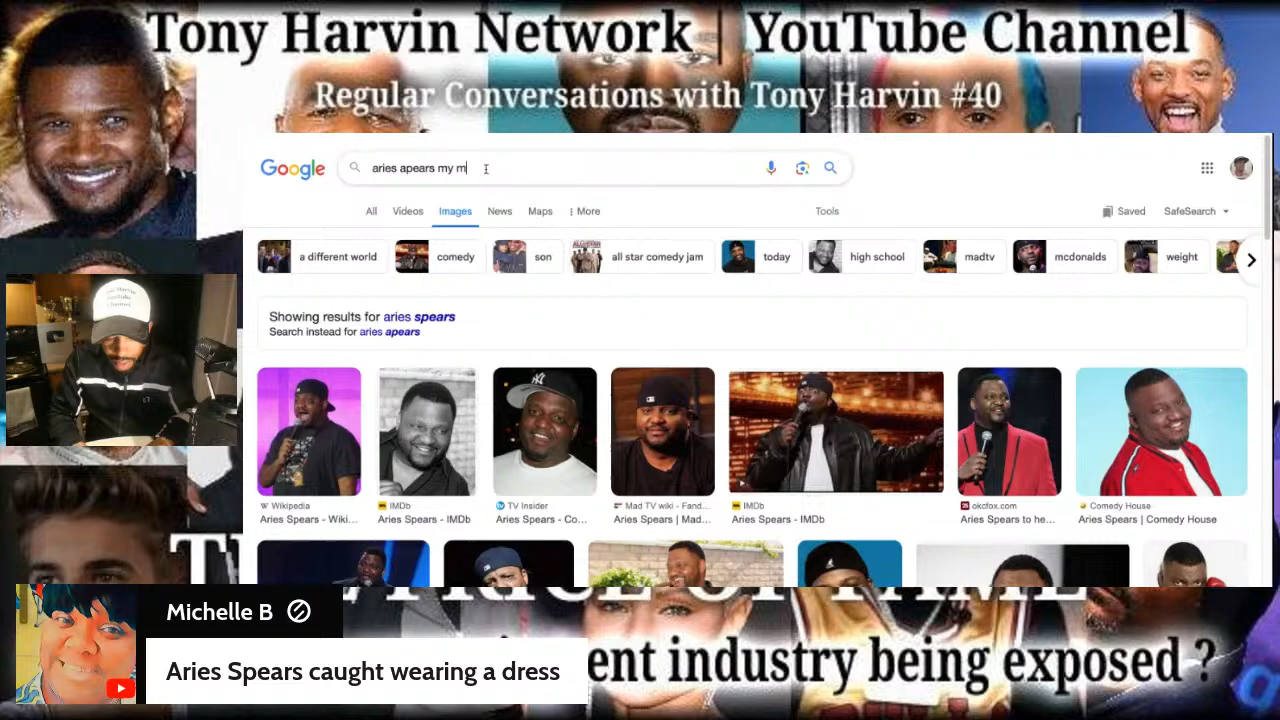 Tony Harvin Network | YouTube Channel
Regular Conversations with Tony Harvin #40
Google
aries apears my m
All Videos Images News Maps More Tools Saved SafeSearch
a different world comedy son all star comedy jam today high school madtv mcdonalds weight
Showing results for aries spears
Search instead for aries apears
Wikipedia IMDb TV Insider Mad TV wiki - Fand... IMDb okcfox.com Comedy House
Aries Spears - Wiki... Aries Spears - IMDb Aries Spears - Co... Aries Spears | Mad... Aries Spears - IMDb Aries Spears to he... Aries Spears | Comedy House
PRICE OF FAME
Michelle B
Aries Spears caught wearing a dress
ent industry being exposed ?